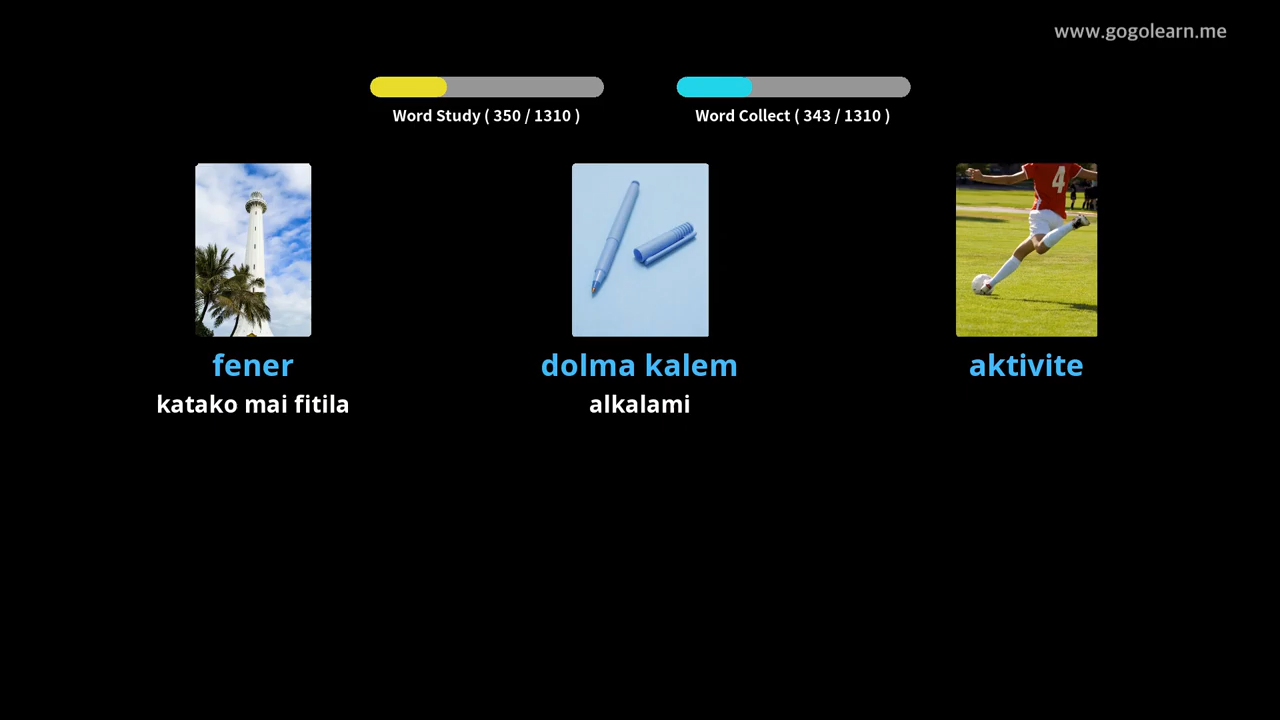 www.gogolearn.me
Word Study ( 350 / 1310 )
Word Collect ( 343 / 1310 )
4
fener
dolma kalem
aktivite
katako mai fitila
alkalami